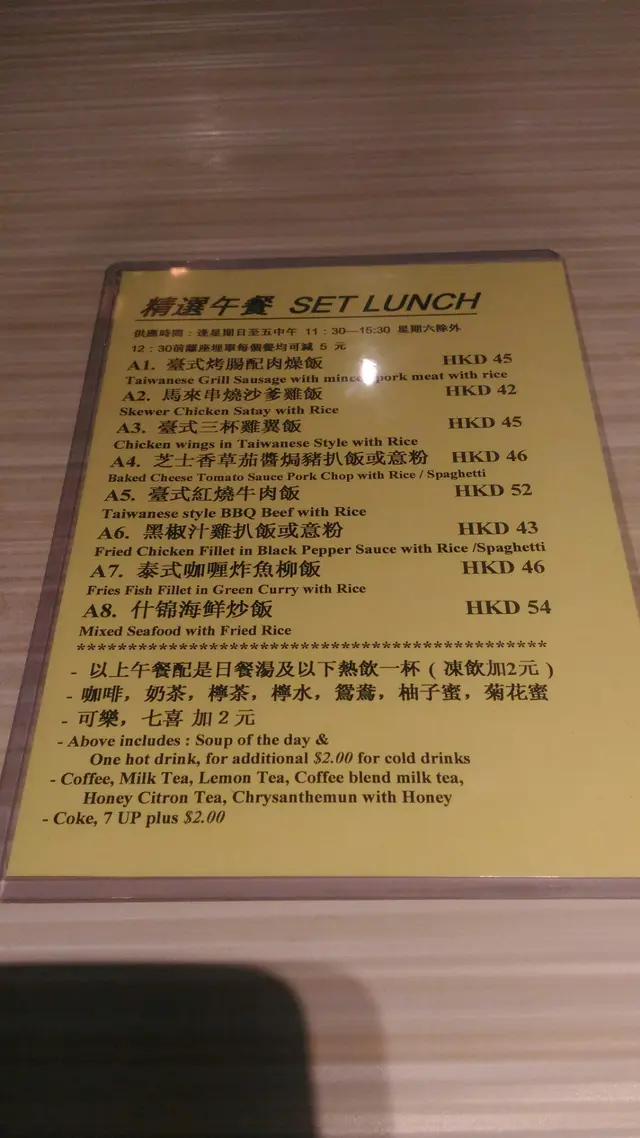 精選午餐 SET LUNCH
供應時間：逢星期日至五中午 11：30—15:30 星期六除外
12：30前離座埋單每個餐均可減 5 元
A1. 臺式烤腸配肉燥飯 HKD 45
Taiwanese Grill Sausage with minced pork meat with rice
A2. 馬來串燒沙爹雞飯 HKD 42
Skewer Chicken Satay with Rice
A3. 臺式三杯雞翼飯 HKD 45
Chicken wings in Taiwanese Style with Rice
A4. 芝士香草茄醬焗豬扒飯或意粉 HKD 46
Baked Cheese Tomato Sauce Pork Chop with Rice / Spaghetti
A5. 臺式紅燒牛肉飯 HKD 52
Taiwanese style BBQ Beef with Rice
A6. 黑椒汁雞扒飯或意粉 HKD 43
Fried Chicken Fillet in Black Pepper Sauce with Rice /Spaghetti
A7. 泰式咖喱炸魚柳飯 HKD 46
Fries Fish Fillet in Green Curry with Rice
A8. 什锦海鲜炒飯 HKD 54
Mixed Seafood with Fried Rice
************************************************
- 以上午餐配是日餐湯及以下熱飲一杯 ( 凍飲加2元 )
- 咖啡，奶茶，檸茶，檸水，鴛鴦，柚子蜜，菊花蜜
- 可樂，七喜 加 2 元
- Above includes : Soup of the day &
One hot drink, for additional $2.00 for cold drinks
- Coffee, Milk Tea, Lemon Tea, Coffee blend milk tea,
Honey Citron Tea, Chrysanthemun with Honey
- Coke, 7 UP plus $2.00